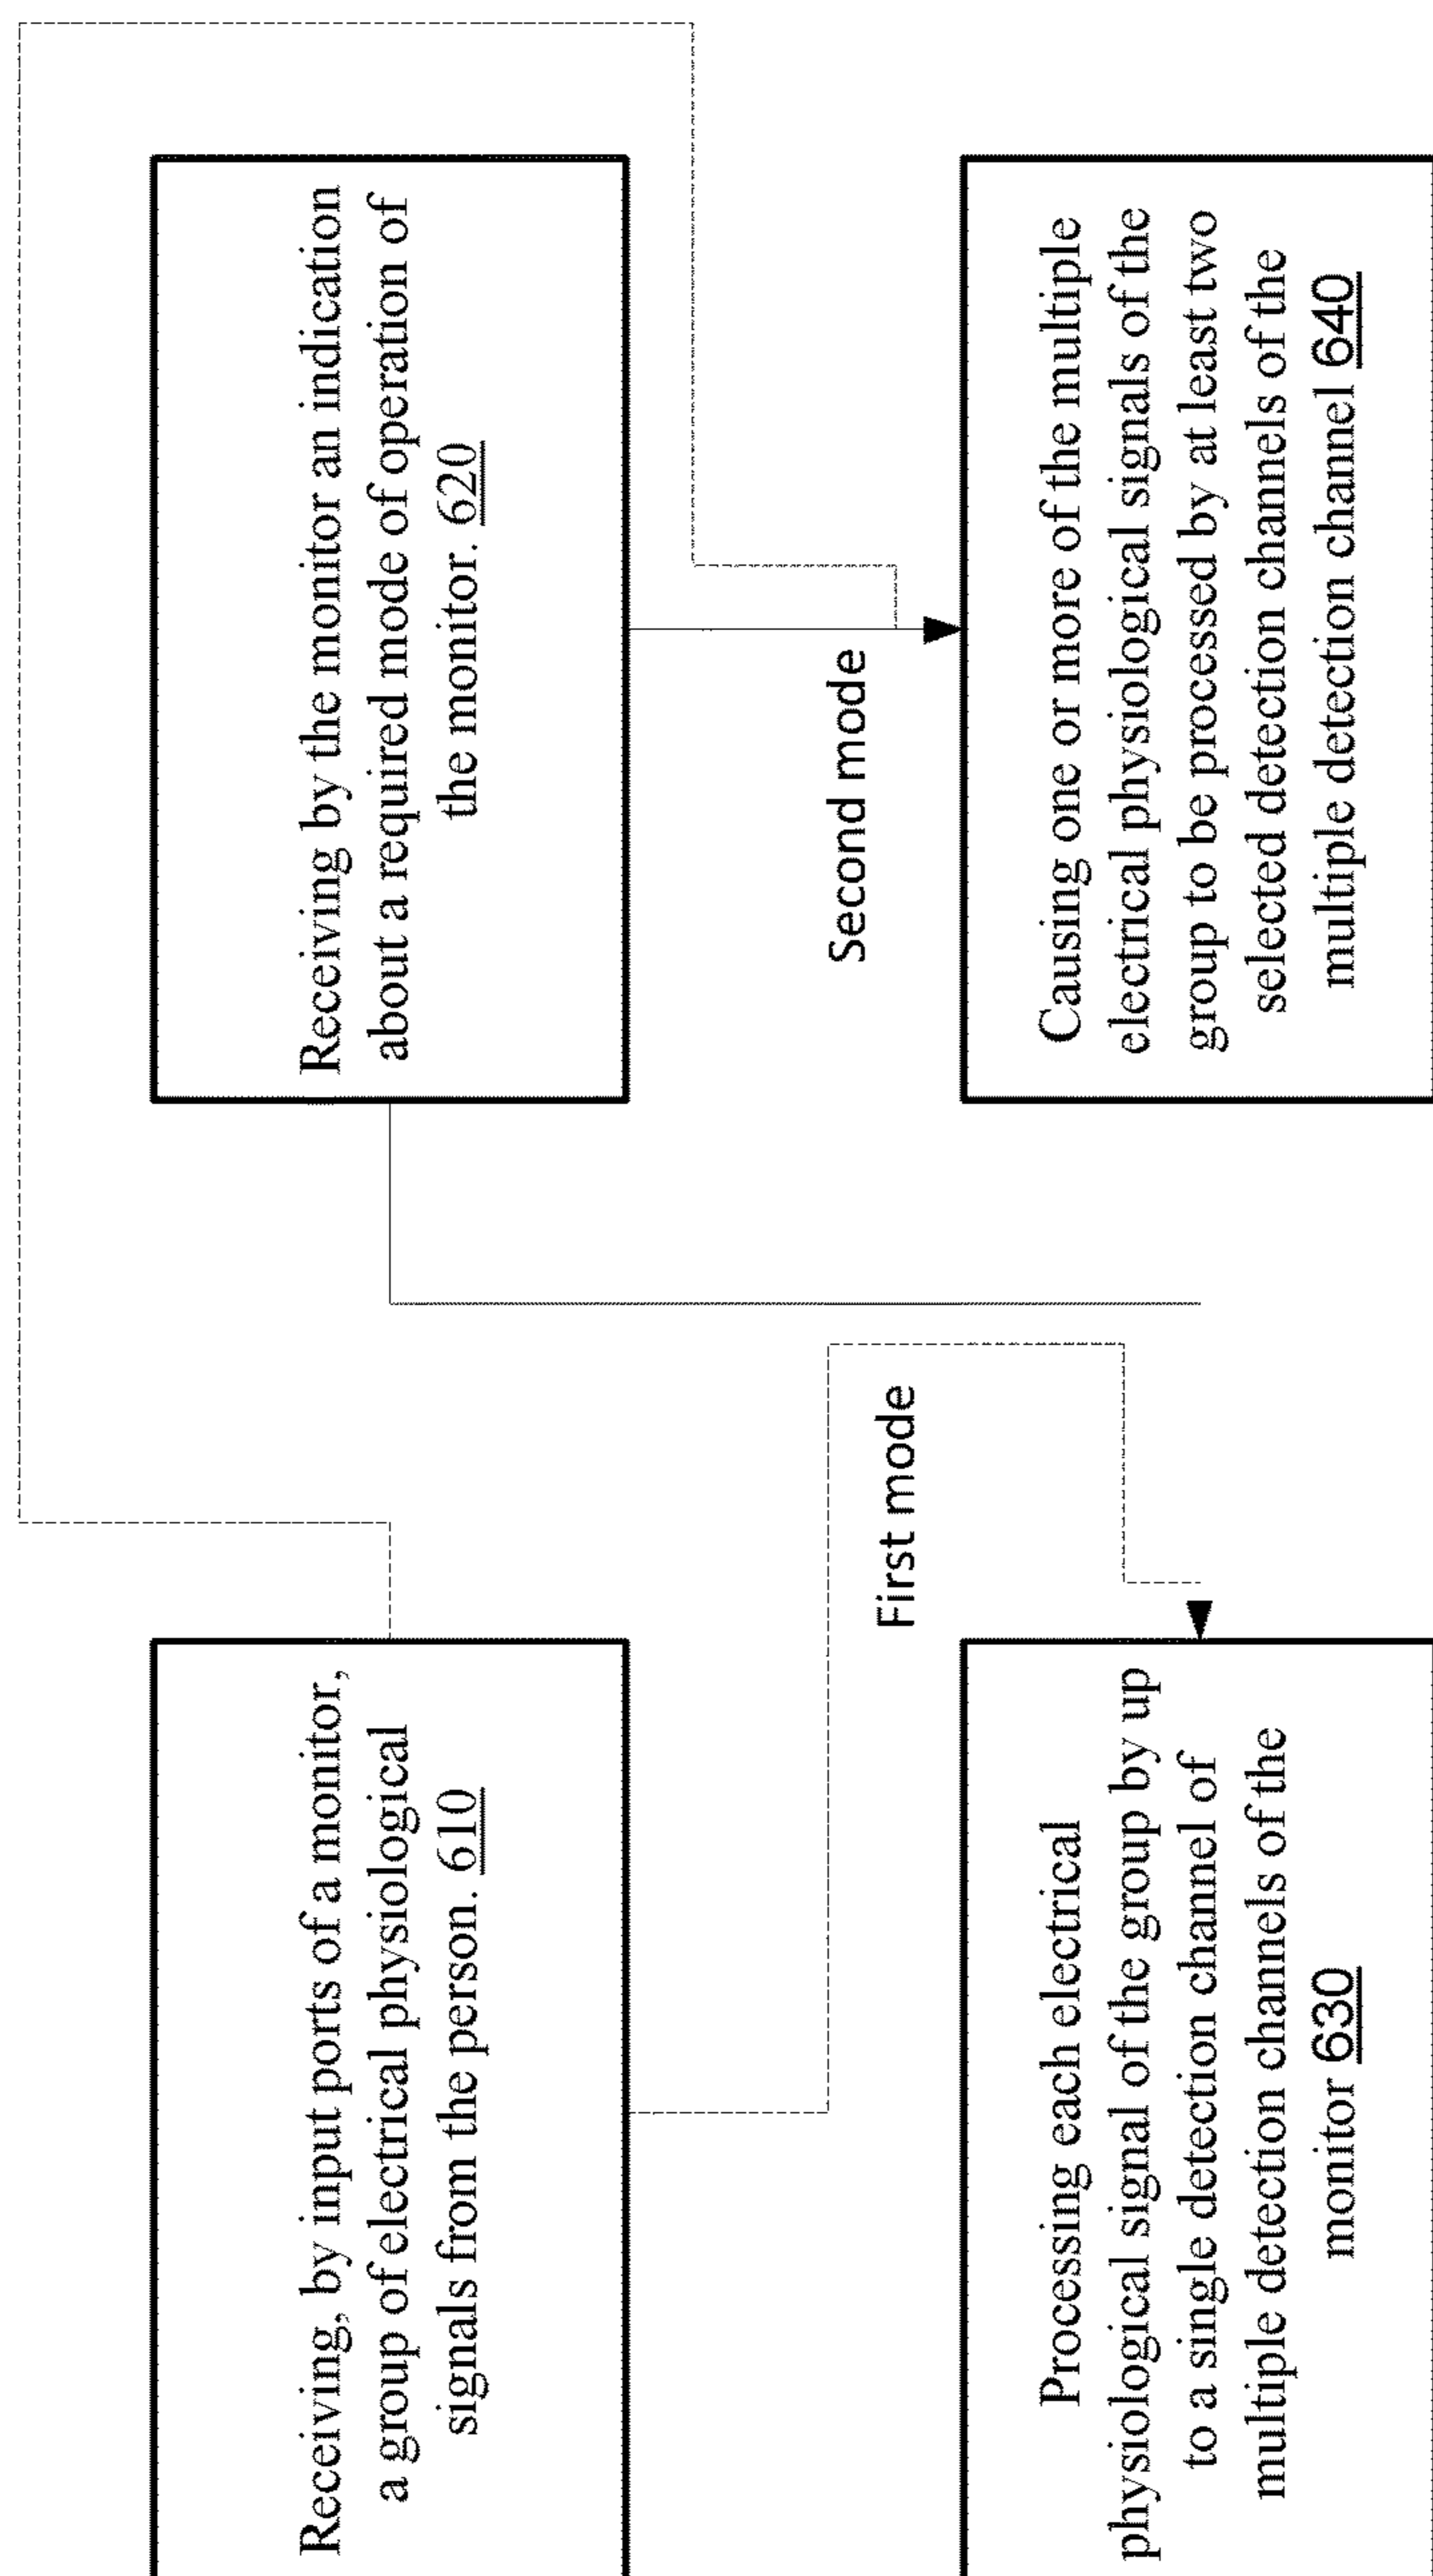 Receiving, by input ports of a monitor,
a group of electrical physiological
signals from the person. 610
Receiving by the monitor an indication
about a required mode of operation of
the monitor. 620
First mode
Second mode
Processing each electrical
physiological signal of the group by up
to a single detection channel of
multiple detection channels of the
monitor 630
Causing one or more of the multiple
electrical physiological signals of the
group to be processed by at least two
selected detection channels of the
multiple detection channel 640